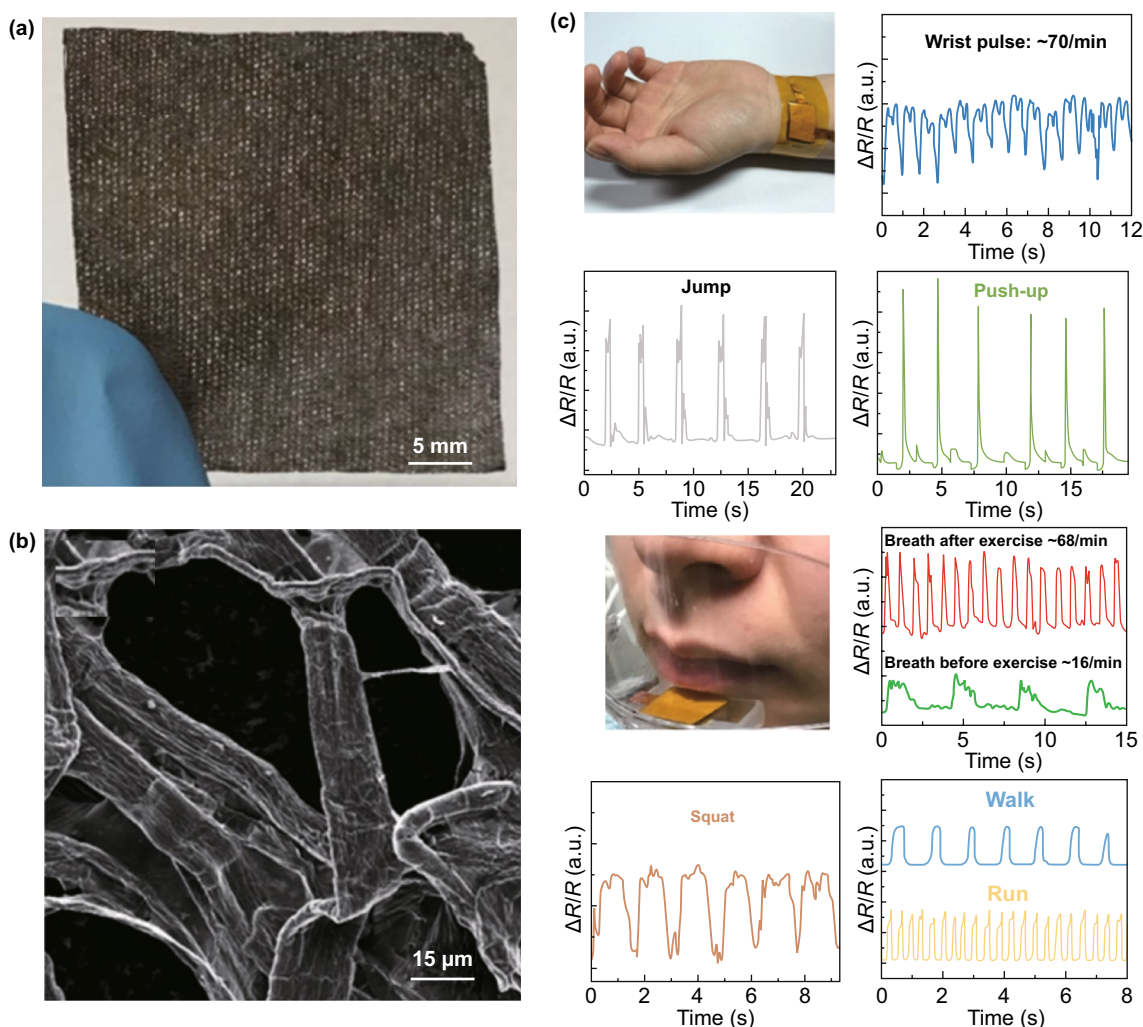 (a)
5 mm
(b)
15 µm
(c)
Wrist pulse: ~70/min
ΔR/R (a.u.)
0 2 4 6 8 10 12
Time (s)
Jump
ΔR/R (a.u.)
0 5 10 15 20
Time (s)
Push-up
ΔR/R (a.u.)
0 5 10 15
Time (s)
Breath after exercise ~68/min
Breath before exercise ~16/min
ΔR/R (a.u.)
0 5 10 15
Time (s)
Squat
ΔR/R (a.u.)
0 2 4 6 8
Time (s)
Walk
Run
ΔR/R (a.u.)
0 2 4 6 8
Time (s)